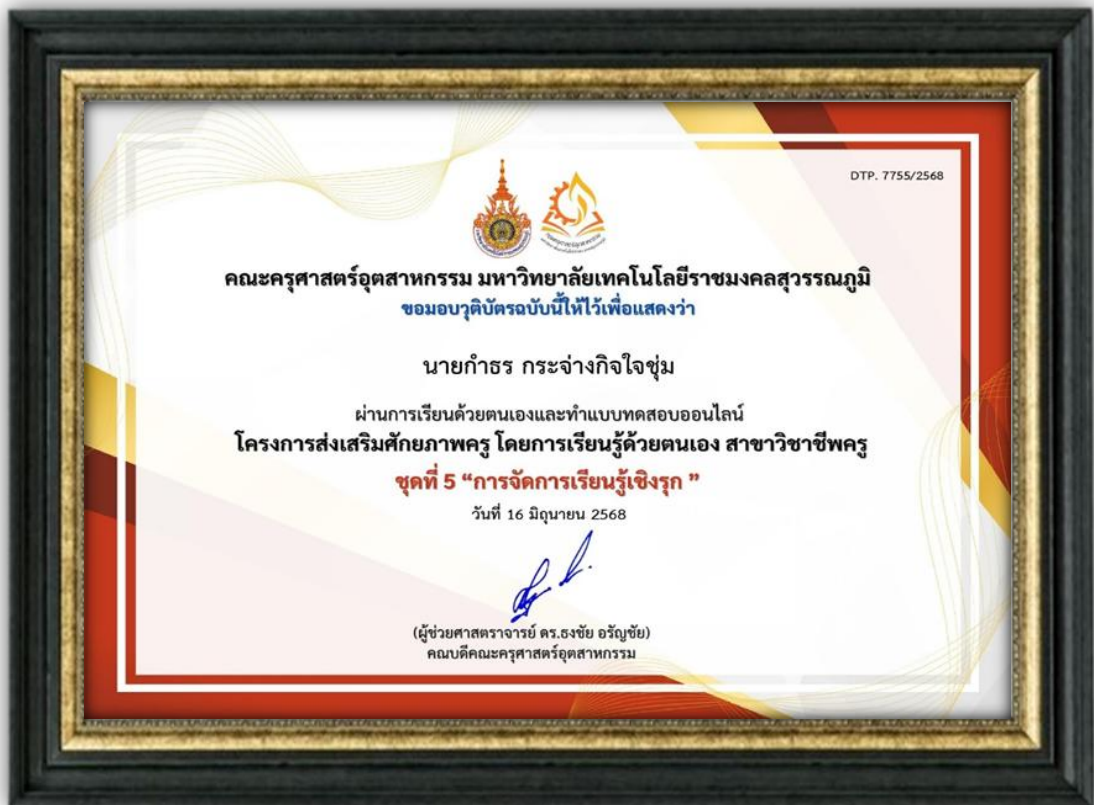 DTP. 7755/2568
คณะครุศาสตร์อุตสาหกรรม มหาวิทยาลัยเทคโนโลยีราชมงคลสุวรรณภูมิ
ขอมอบวุฒิบัตรฉบับนี้ให้ไว้เพื่อแสดงว่า
นายกำธร กระจ่างกิจใจชุ่ม
ผ่านการเรียนด้วยตนเองและทำแบบทดสอบออนไลน์
โครงการส่งเสริมศักยภาพครู โดยการเรียนรู้ด้วยตนเอง สาขาวิชาชีพครู
ชุดที่ 5 “การจัดการเรียนรู้เชิงรุก ”
วันที่ 16 มิถุนายน 2568
(ผู้ช่วยศาสตราจารย์ ดร.ธงชัย อรัญชัย)
คณบดีคณะครุศาสตร์อุตสาหกรรม